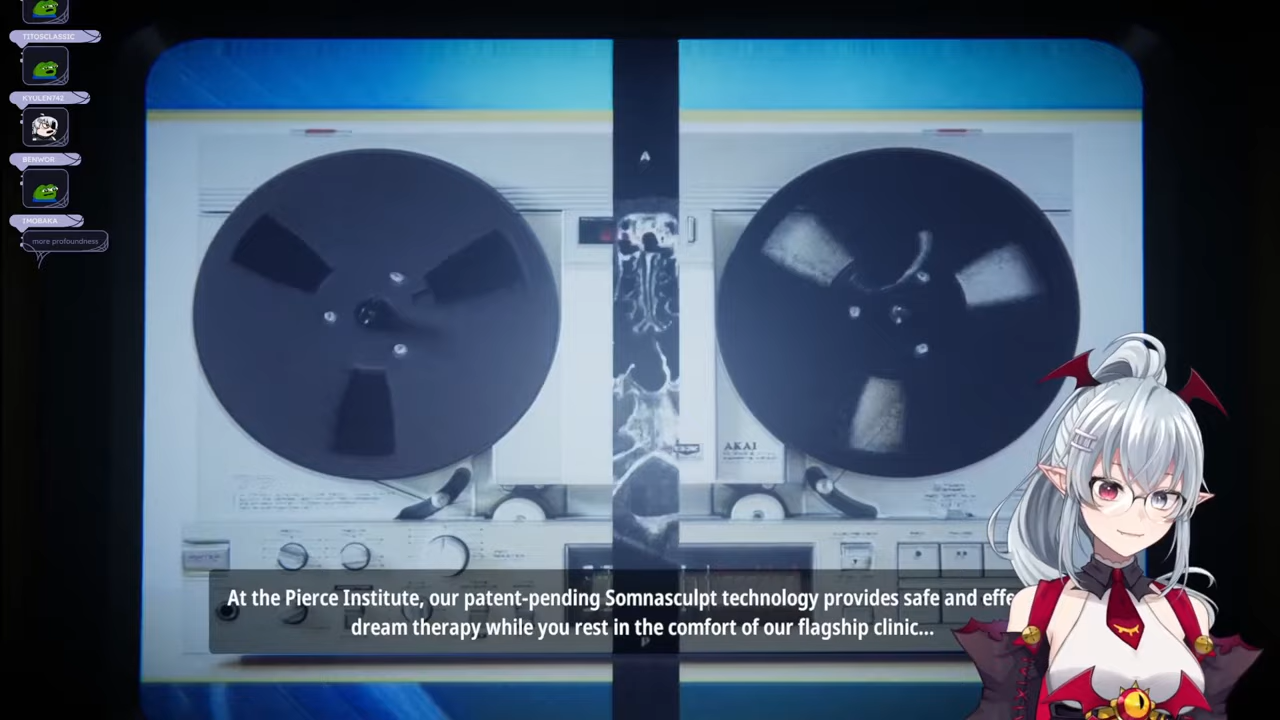 TITOSCLASSIC
KYULEN742
BENWOR
IMOBAKA
more profoundness
A
AKAI
At the Pierce Institute, our patent-pending Somnasculpt technology provides safe and effe
dream therapy while you rest in the comfort of our flagship clinic...